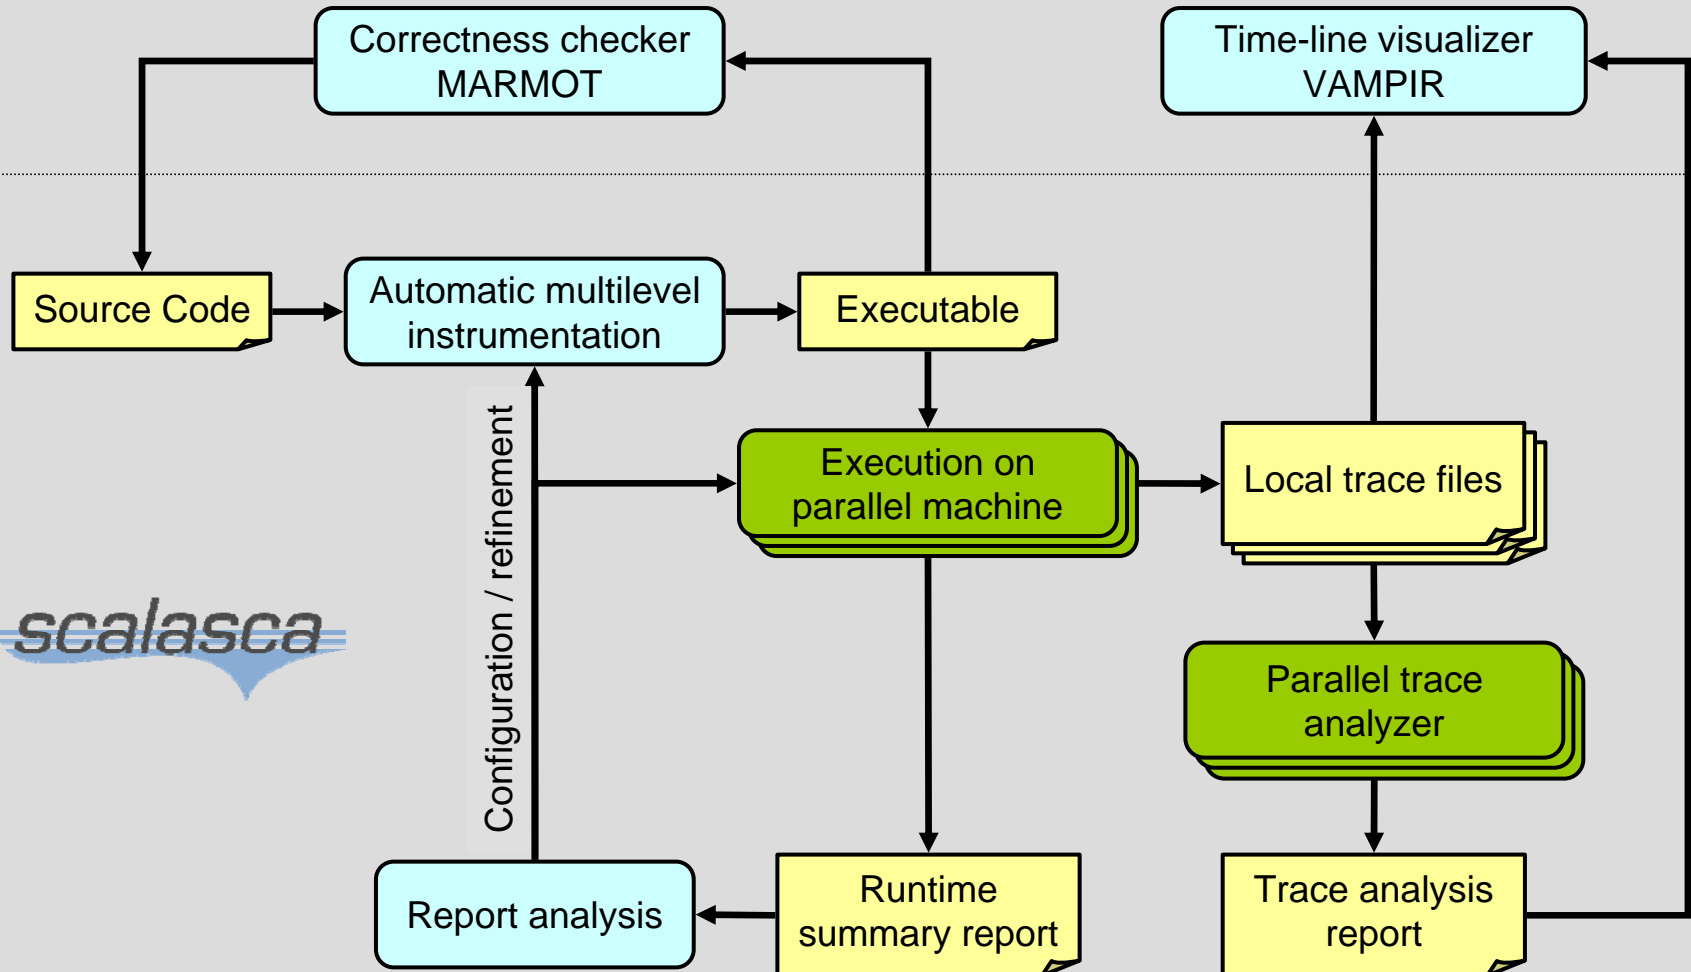 Correctness checker
MARMOT
Time-line visualizer
VAMPIR
Source Code
Automatic multilevel
instrumentation
Executable
Configuration / refinement
Execution on
parallel machine
Local trace files
scalasca
Parallel trace
analyzer
Report analysis
Runtime
summary report
Trace analysis
report